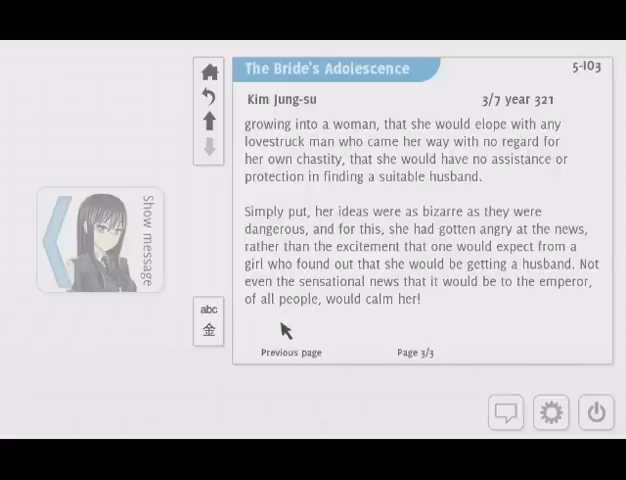 The Bride's Adolescence
5-103
Kim Jung-su
3/7 year 321
growing into a woman, that she would elope with any
lovestruck man who came her way with no regard for
her own chastity, that she would have no assistance or
protection in finding a suitable husband.
Simply put, her ideas were as bizarre as they were
dangerous, and for this, she had gotten angry at the news,
rather than the excitement that one would expect from a
girl who found out that she would be getting a husband. Not
even the sensational news that it would be to the emperor,
of all people, would calm her!
Show message
abc
金
Previous page
Page 3/3